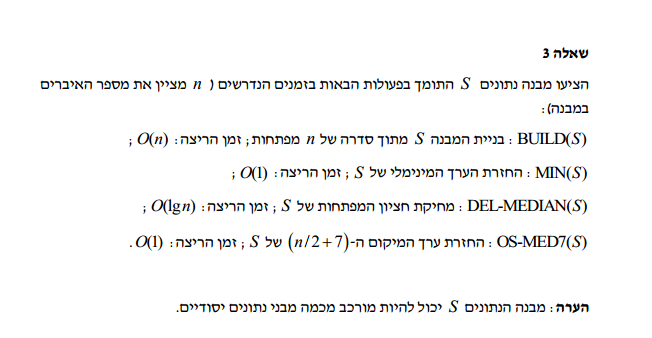 שאלה 3
הציעו מבנה נתונים S התומך בפעולות הבאות בזמנים הנדרשים ( n מציין את מספר האיברים
במבנה):
BUILD(S) : בניית המבנה S מתוך סדרה של n מפתחות; זמן הריצה: O(n) ;
MIN(S) : החזרת הערך המינימלי של S ; זמן הריצה: O(1) ;
DEL-MEDIAN(S) : מחיקת חציון המפתחות של S ; זמן הריצה: O(lg n) ;
OS-MED7(S) : החזרת ערך המיקום ה-(n/2+7) של S ; זמן הריצה: O(1) .
הערה: מבנה הנתונים S יכול להיות מורכב מכמה מבני נתונים יסודיים.